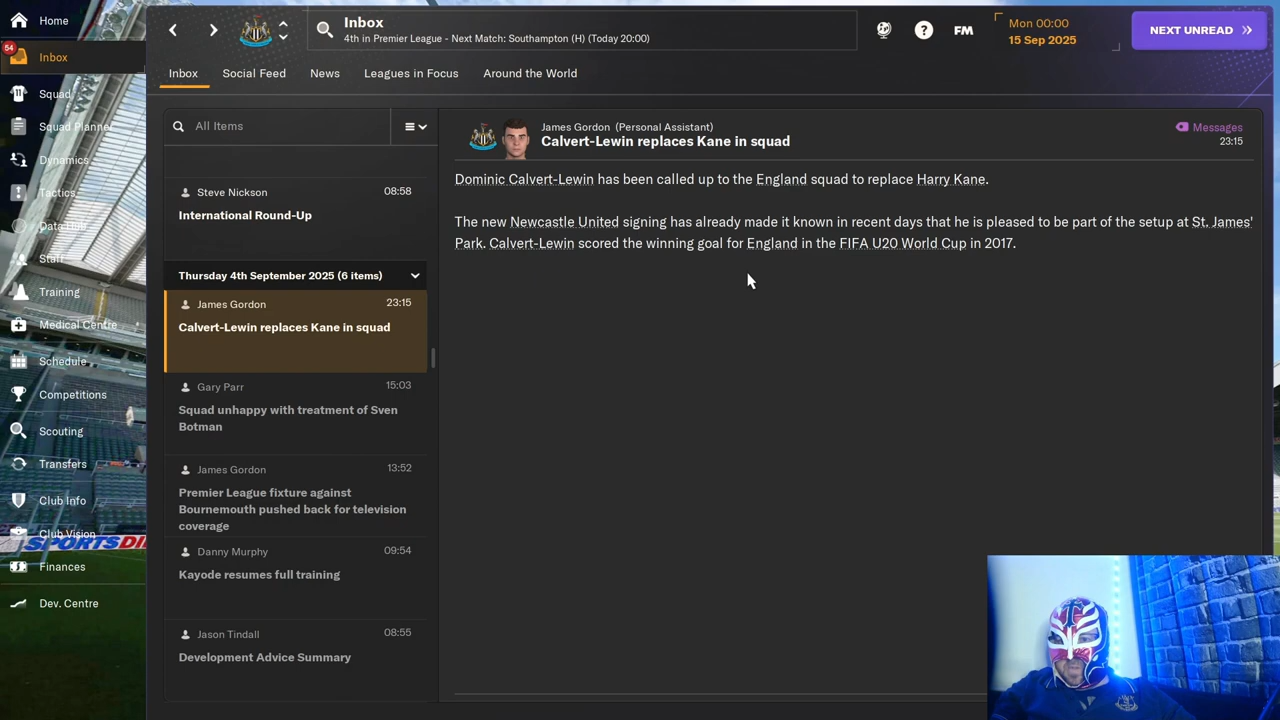 Home
Inbox
4th in Premier League - Next Match: Southampton (H) (Today 20:00)
FM
Mon 00:00
15 Sep 2025
NEXT UNREAD
64
Inbox
Inbox
Social Feed
News
Leagues in Focus
Around the World
Squad
Squad Planner
Dynamics
Tactics
Staff
Training
Medical Centre
Schedule
Competitions
Scouting
Transfers
Club Info
Club Vision
Finances
Dev. Centre
All Items
Steve Nickson
08:58
International Round-Up
Thursday 4th September 2025 (6 items)
James Gordon
23:15
Calvert-Lewin replaces Kane in squad
Gary Parr
15:03
Squad unhappy with treatment of Sven
Botman
James Gordon
13:52
Premier League fixture against
Bournemouth pushed back for television
coverage
Danny Murphy
09:54
Kayode resumes full training
Jason Tindall
08:55
Development Advice Summary
James Gordon (Personal Assistant)
Calvert-Lewin replaces Kane in squad
Messages
23:15
Dominic Calvert-Lewin has been called up to the England squad to replace Harry Kane.
The new Newcastle United signing has already made it known in recent days that he is pleased to be part of the setup at St. James'
Park. Calvert-Lewin scored the winning goal for England in the FIFA U20 World Cup in 2017.